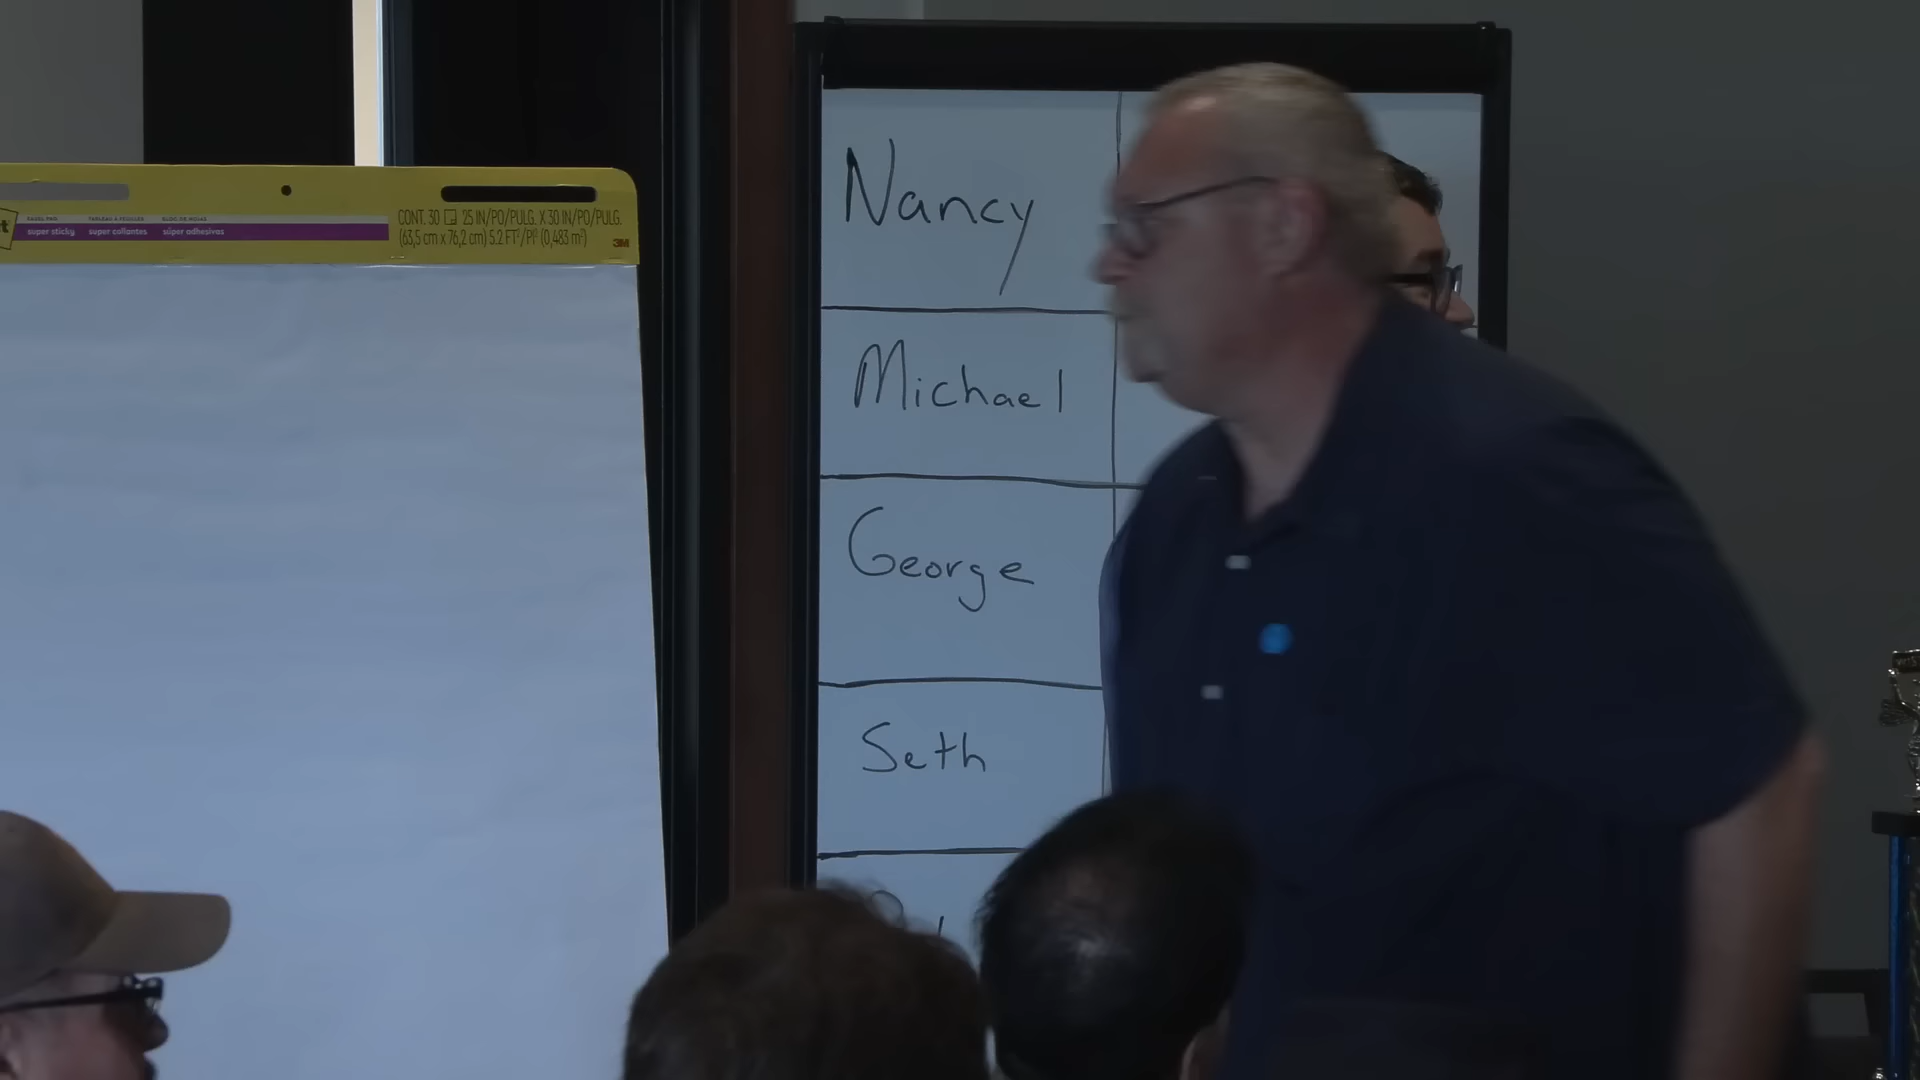 CONT. 30 25 IN/PO/PULG. X 30 IN/PO/PULG.
(63,5 cm x 76,2 cm) 5.2 FT²/PI² (0,483 m²)
3M
super sticky super collantes súper adhesivas
Nancy
Michael
George
Seth